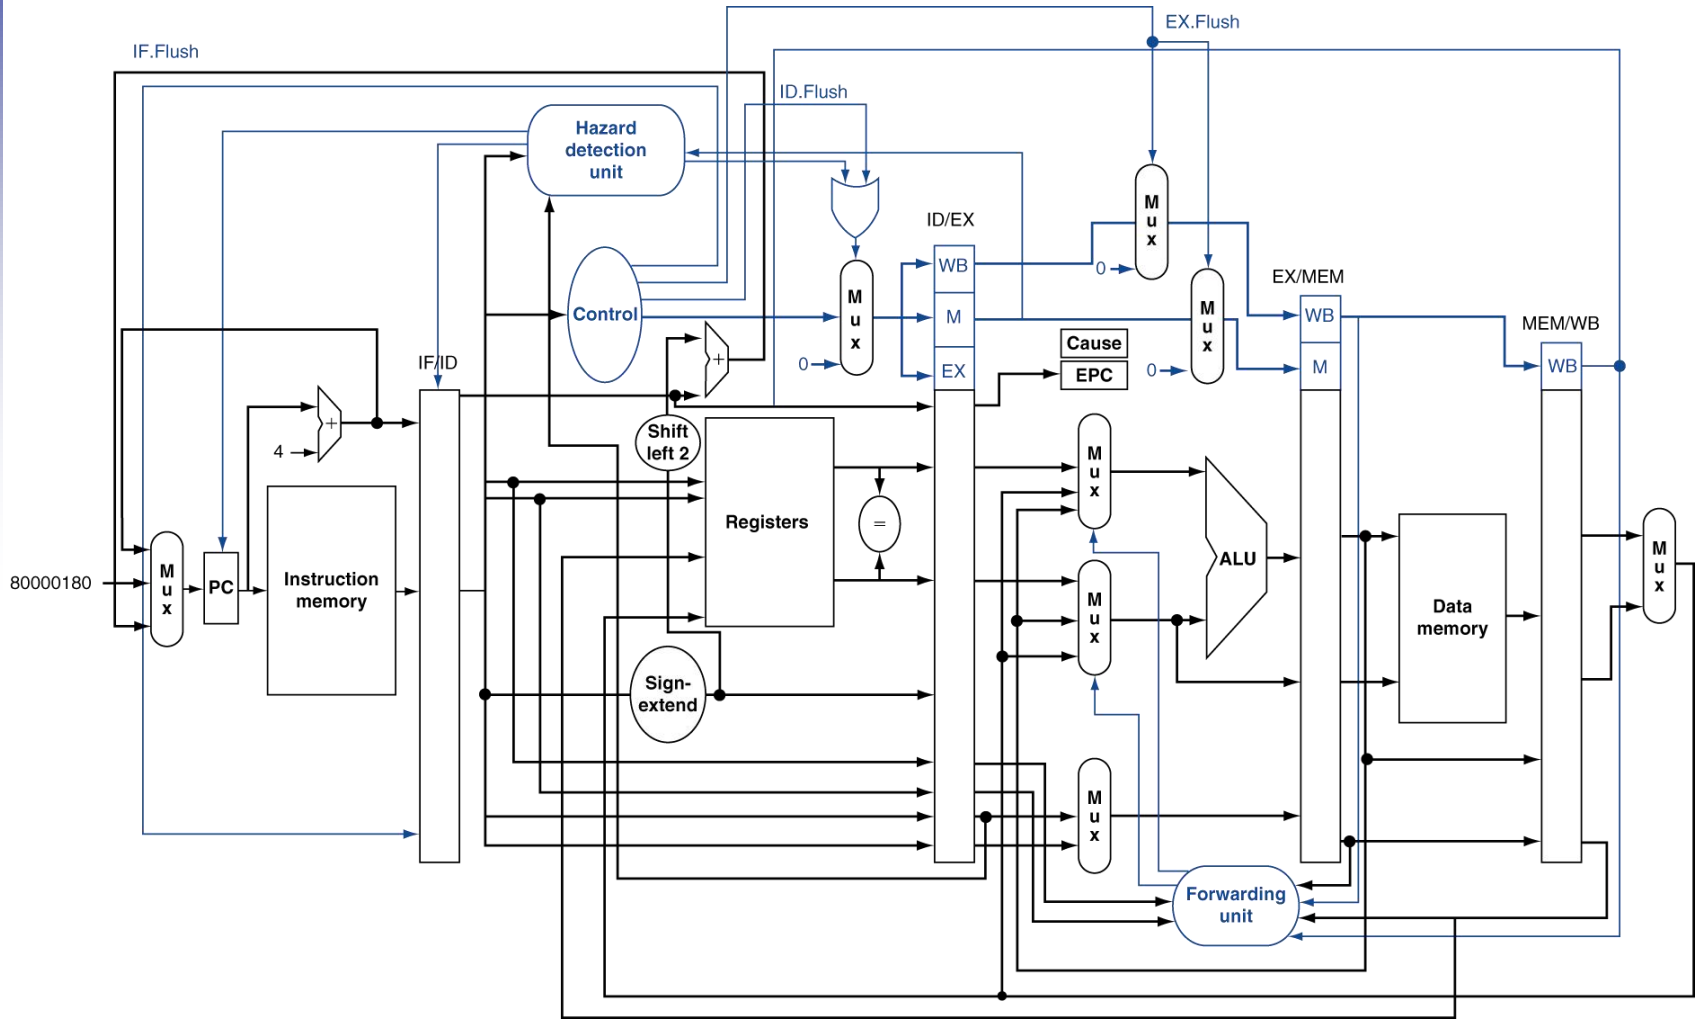 EX.Flush
IF.Flush
ID.Flush
Hazard
detection
unit
M
u
x
ID/EX
WB
0
EX/MEM
Control
M
u
x
M
M
u
x
WB
MEM/WB
Cause
IF/ID
+
0
EX
EPC
0
M
WB
+
4
Shift
left 2
M
u
x
Registers
=
ALU
M
u
x
80000180
M
u
x
PC
Instruction
memory
M
u
x
Data
memory
Sign-
extend
M
u
x
Forwarding
unit